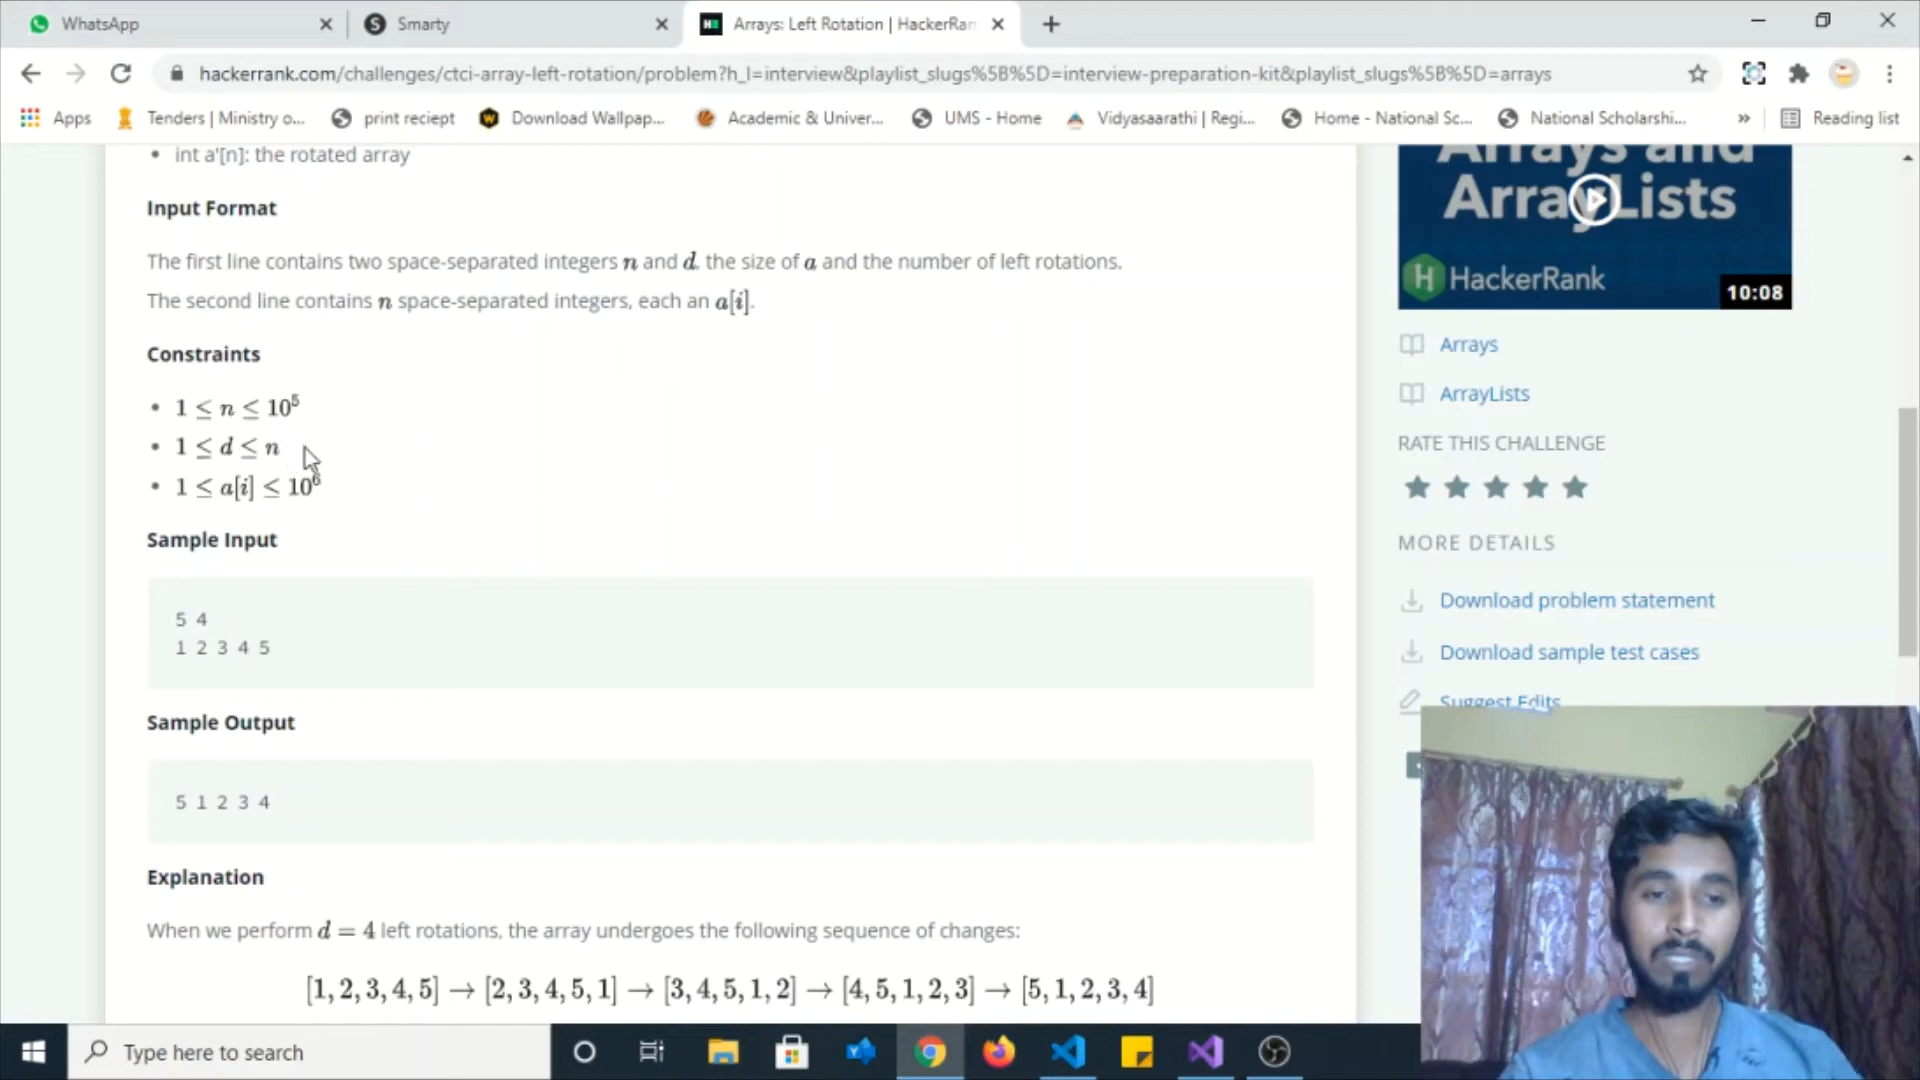 WhatsApp
Smarty
Arrays: Left Rotation | HackerRan
hackerrank.com/challenges/ctci-array-left-rotation/problem?h_l=interview&playlist_slugs%5B%5D=interview-preparation-kit&playlist_slugs%5B%5D=arrays
Apps
Tenders | Ministry o...
print reciept
Download Wallpap...
Academic & Univer...
UMS - Home
Vidyasaarathi | Regi...
Home - National Sc...
National Scholarshi...
»
Reading list
• int a'[n]: the rotated array
Input Format
The first line contains two space-separated integers n and d, the size of a and the number of left rotations.
The second line contains n space-separated integers, each an a[i].
Constraints
• 1 ≤ n ≤ 10⁵
• 1 ≤ d ≤ n
• 1 ≤ a[i] ≤ 10⁶
Sample Input
5 4
1 2 3 4 5
Sample Output
5 1 2 3 4
Explanation
When we perform d = 4 left rotations, the array undergoes the following sequence of changes:
[1, 2, 3, 4, 5] → [2, 3, 4, 5, 1] → [3, 4, 5, 1, 2] → [4, 5, 1, 2, 3] → [5, 1, 2, 3, 4]
Arrays and
ArrayLists
HackerRank
10:08
Arrays
ArrayLists
RATE THIS CHALLENGE
MORE DETAILS
Download problem statement
Download sample test cases
Suggest Edits
Type here to search